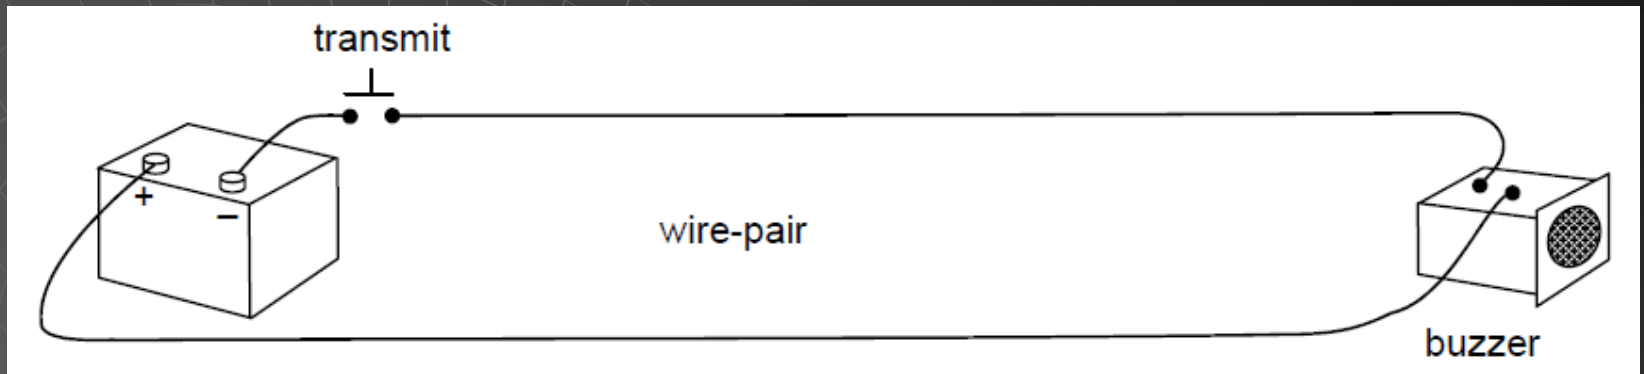 transmit
+
–
wire-pair
buzzer